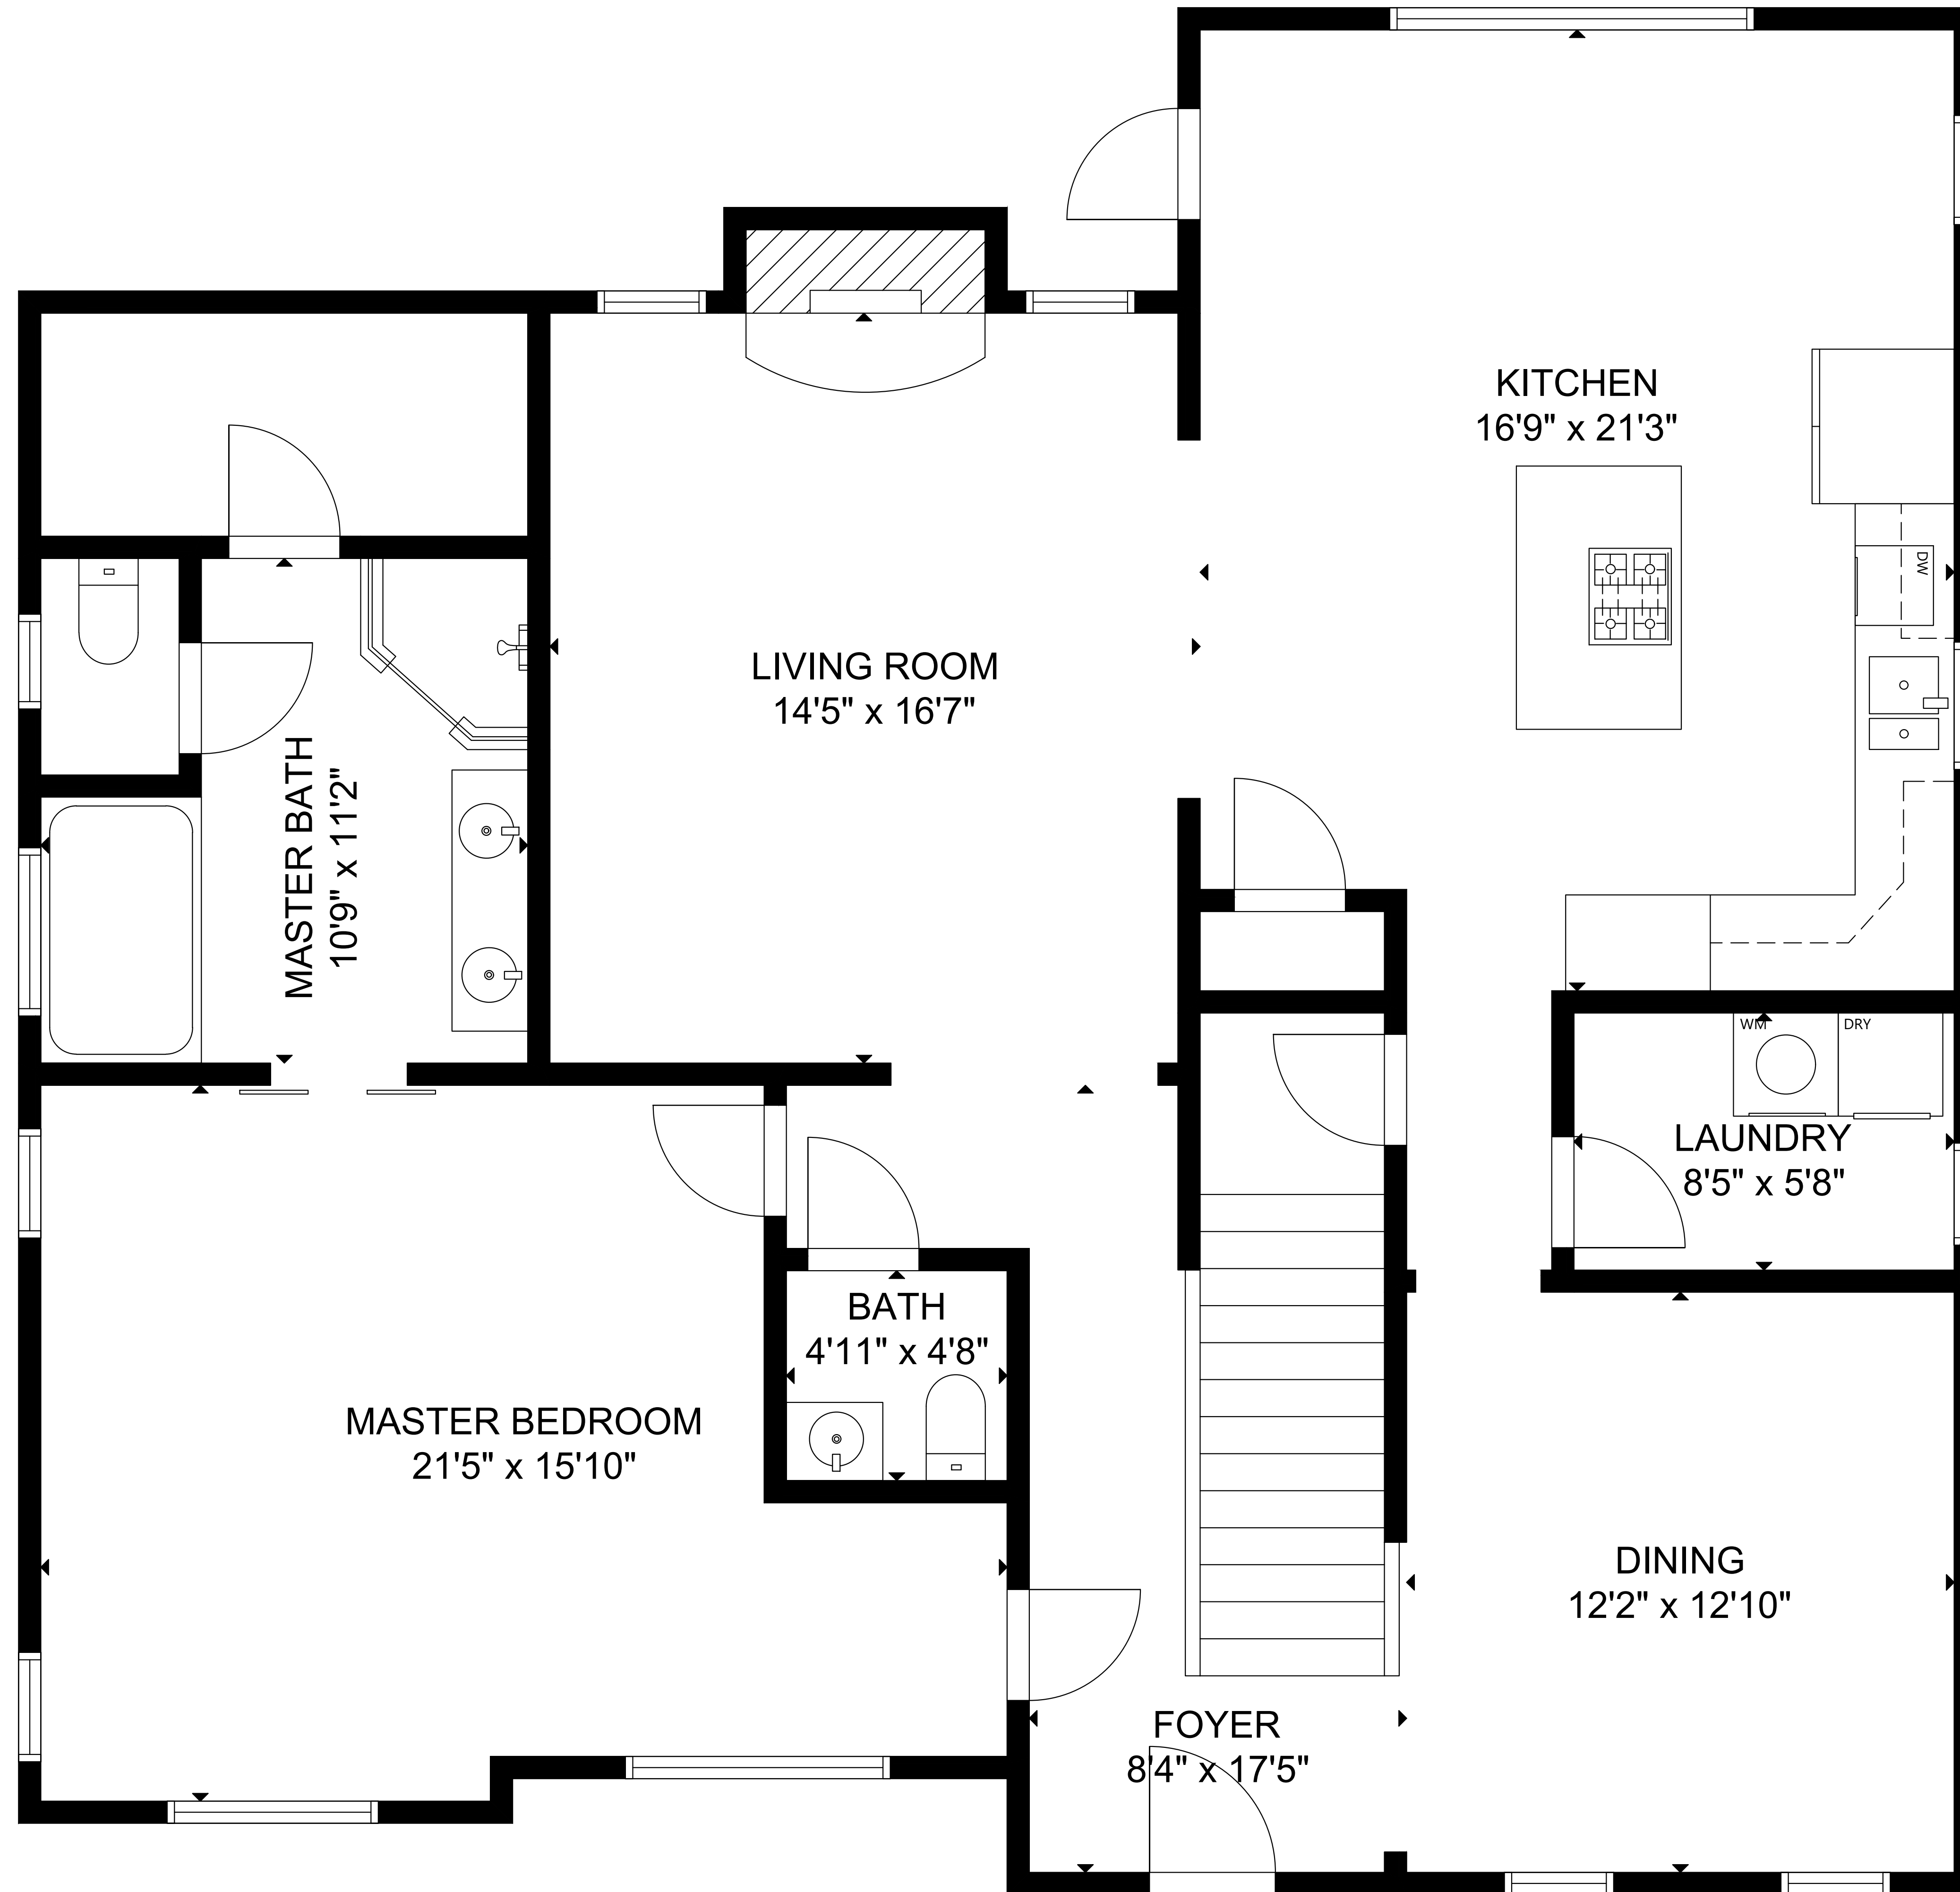 KITCHEN
16'9" x 21'3"
DW
LIVING ROOM
14'5" x 16'7"
MASTER BATH
10'9" x 11'2"
WM
DRY
LAUNDRY
8'5" x 5'8"
BATH
4'11" x 4'8"
MASTER BEDROOM
21'5" x 15'10"
DINING
12'2" x 12'10"
FOYER
8'4" x 17'5"